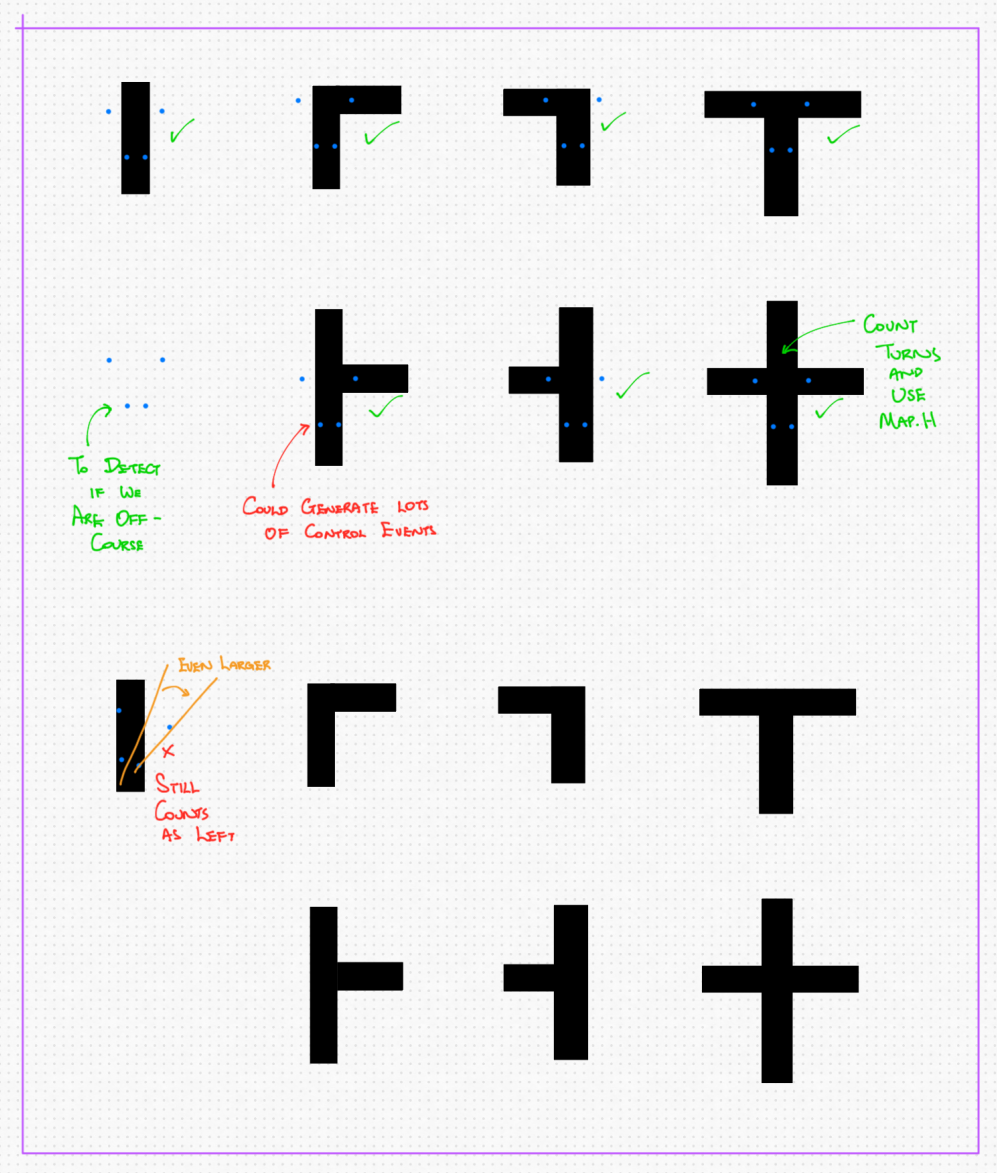 COUNT
TURNS
AND
USE
MAP.H
TO DETECT
IF WE
ARE OFF-
COURSE
COULD GENERATE LOTS
OF CONTROL EVENTS
EVEN LARGER
STILL
COUNTS
AS LEFT